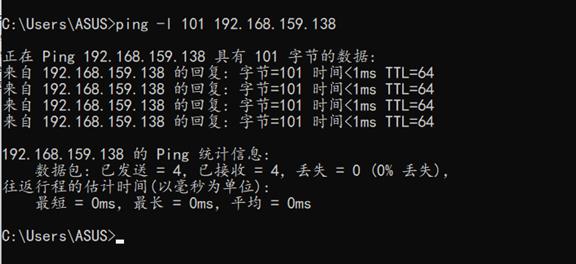 C:\Users\ASUS>ping -l 101 192.168.159.138
正在 Ping 192.168.159.138 具有 101 字节的数据:
来自 192.168.159.138 的回复: 字节=101 时间<1ms TTL=64
来自 192.168.159.138 的回复: 字节=101 时间<1ms TTL=64
来自 192.168.159.138 的回复: 字节=101 时间<1ms TTL=64
来自 192.168.159.138 的回复: 字节=101 时间<1ms TTL=64
192.168.159.138 的 Ping 统计信息:
数据包: 已发送 = 4, 已接收 = 4, 丢失 = 0 (0% 丢失),
往返行程的估计时间(以毫秒为单位):
最短 = 0ms, 最长 = 0ms, 平均 = 0ms
C:\Users\ASUS>